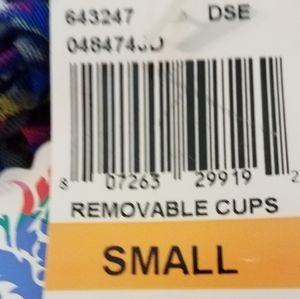 643247 DSE
8 07263 29919 2
REMOVABLE CUPS
SMALL